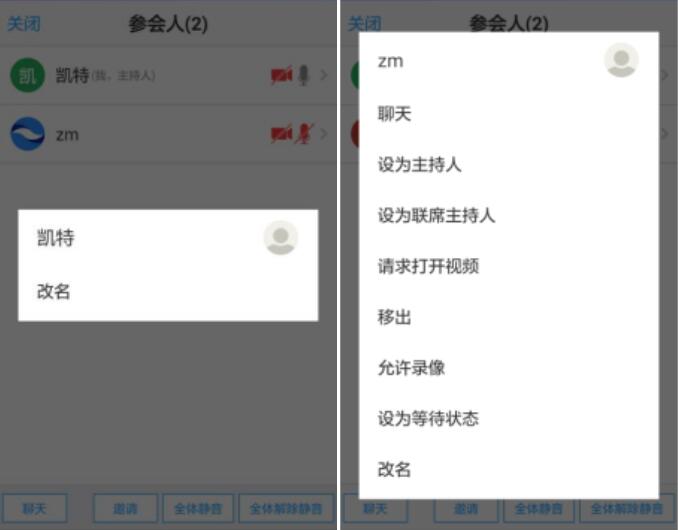 关闭
参会人(2)
凯
凯特(我，主持人)
zm
凯特
改名
聊天
邀请
全体静音
全体解除静音
关闭
参会人(2)
zm
聊天
设为主持人
设为联席主持人
请求打开视频
移出
允许录像
设为等待状态
改名
聊天
邀请
全体静音
全体解除静音